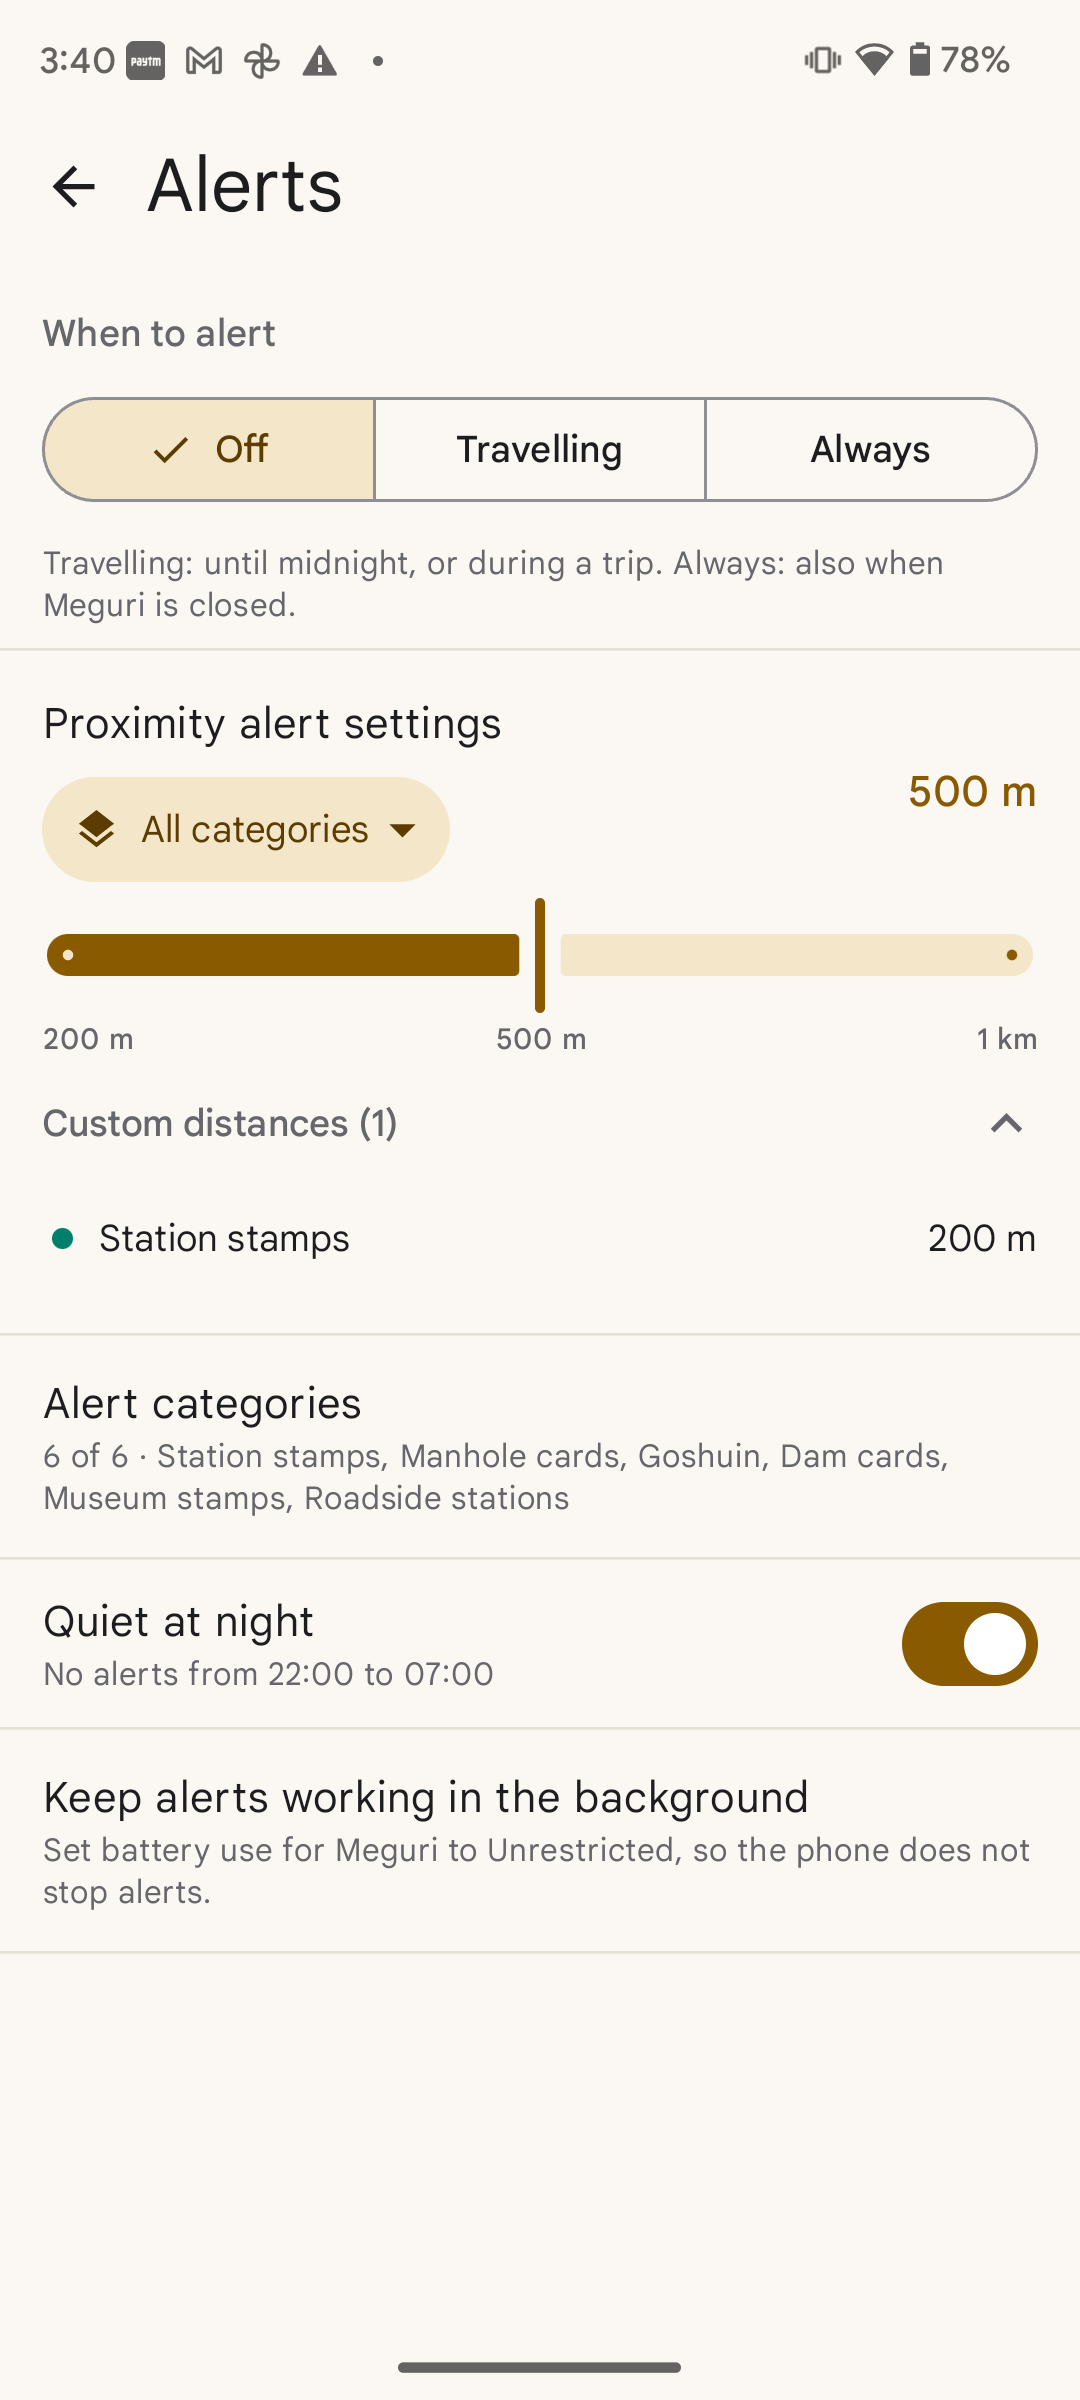 3:40 paytm 78%
Alerts
When to alert
Off Travelling Always
Travelling: until midnight, or during a trip. Always: also when
Meguri is closed.
Proximity alert settings
All categories 500 m
200 m 500 m 1 km
Custom distances (1)
Station stamps 200 m
Alert categories
6 of 6 · Station stamps, Manhole cards, Goshuin, Dam cards,
Museum stamps, Roadside stations
Quiet at night
No alerts from 22:00 to 07:00
Keep alerts working in the background
Set battery use for Meguri to Unrestricted, so the phone does not
stop alerts.